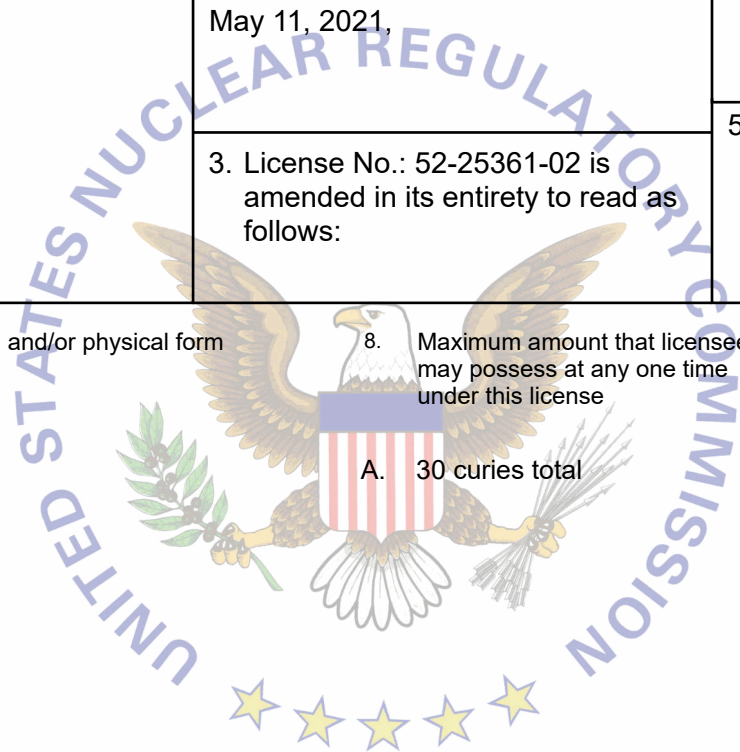 May 11, 2021,
5
3. License No.: 52-25361-02 is
amended in its entirety to read as
follows:
and/or physical form
8. Maximum amount that licensee
may possess at any one time
under this license
A. 30 curies total
UNITED STATES NUCLEAR REGULATORY COMMISSION